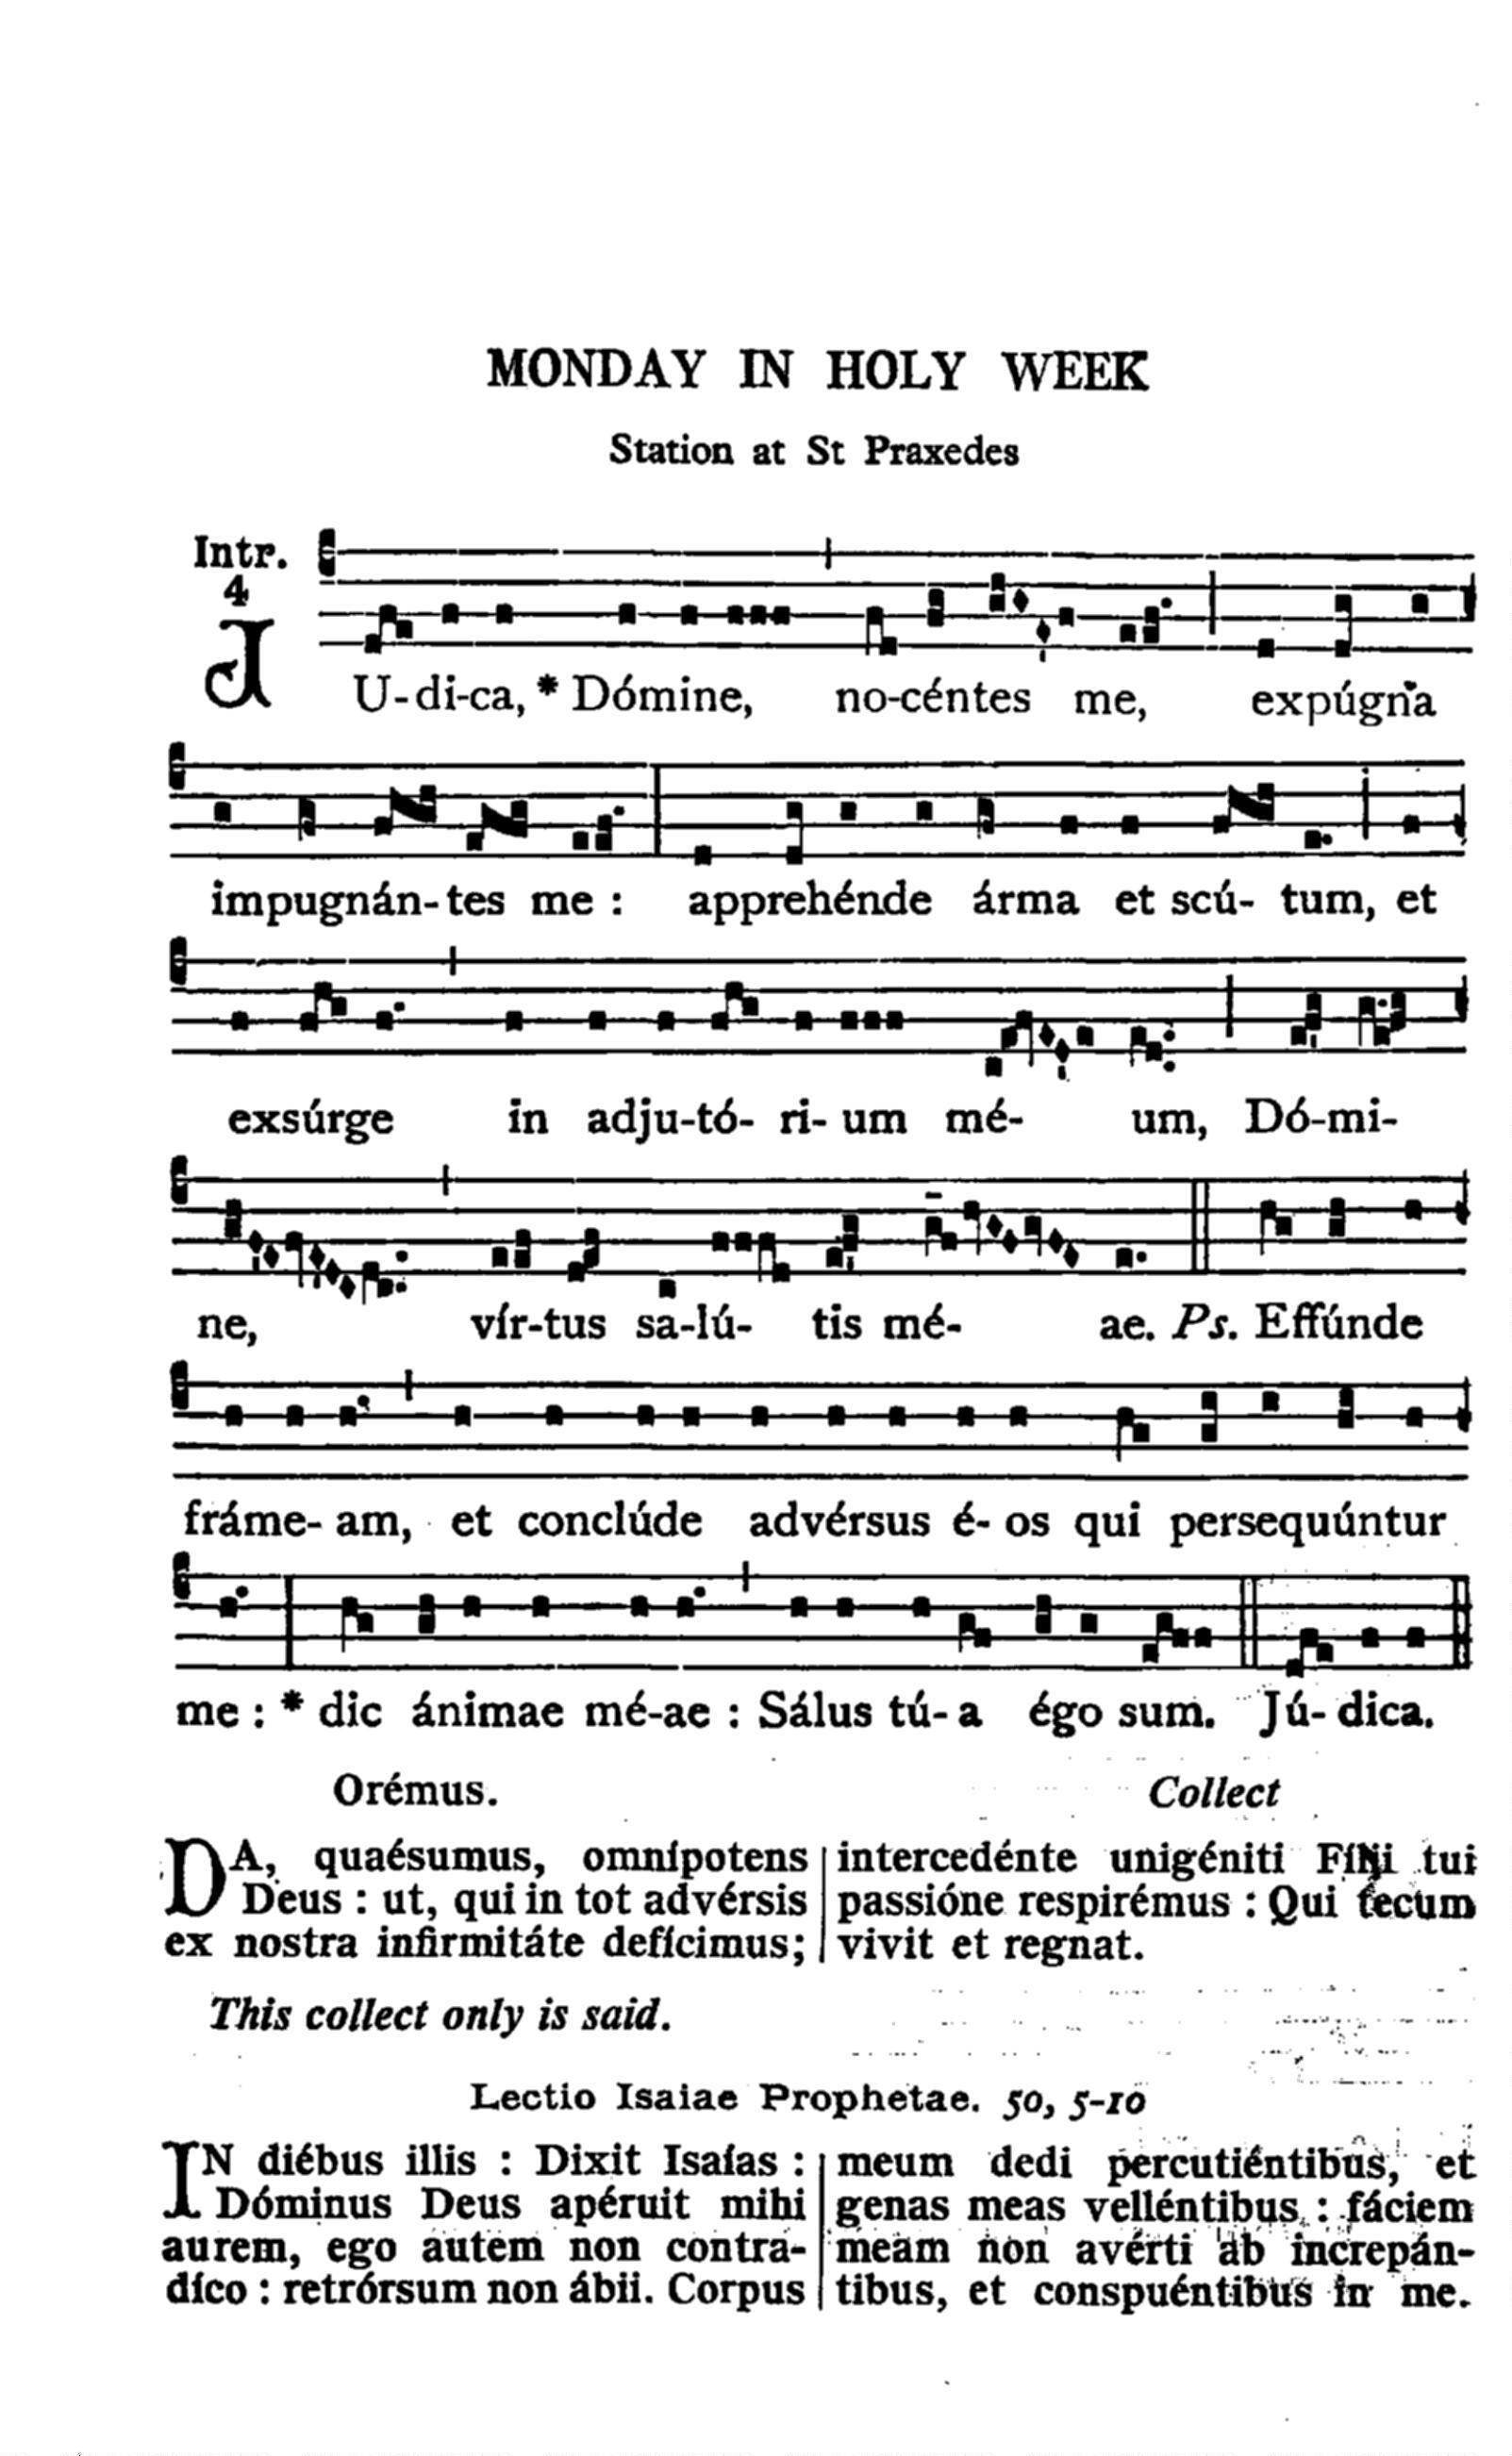 MONDAY IN HOLY WEEK
Station at St Praxedes
Intr.
4
JU-di-ca, * Dómine, no-céntes me, expúgna
impugnán-tes me : apprehénde árma et scú- tum, et
exsúrge in adju-tó- ri- um mé- um, Dó-mi-
ne, vír-tus sa-lú- tis mé- ae. Ps. Effúnde
fráme- am, et conclúde advérsus é- os qui persequúntur
me : * dic ánimae mé-ae : Sálus tú- a égo sum. Jú- dica.
Orémus. Collect
DA, quaésumus, omnípotens
Deus : ut, qui in tot advérsis
ex nostra infirmitáte defícimus;
intercedénte unigéniti Fílii tui
passióne respirémus : Qui tecum
vivit et regnat.
This collect only is said.
Lectio Isaiae Prophetae. 50, 5-10
IN diébus illis : Dixit Isaías :
Dóminus Deus apéruit mihi
aurem, ego autem non contra-
díco : retrórsum non ábii. Corpus
meum dedi percutiéntibus, et
genas meas velléntibus : fáciem
meam non avérti ab increpán-
tibus, et conspuéntibus in me.